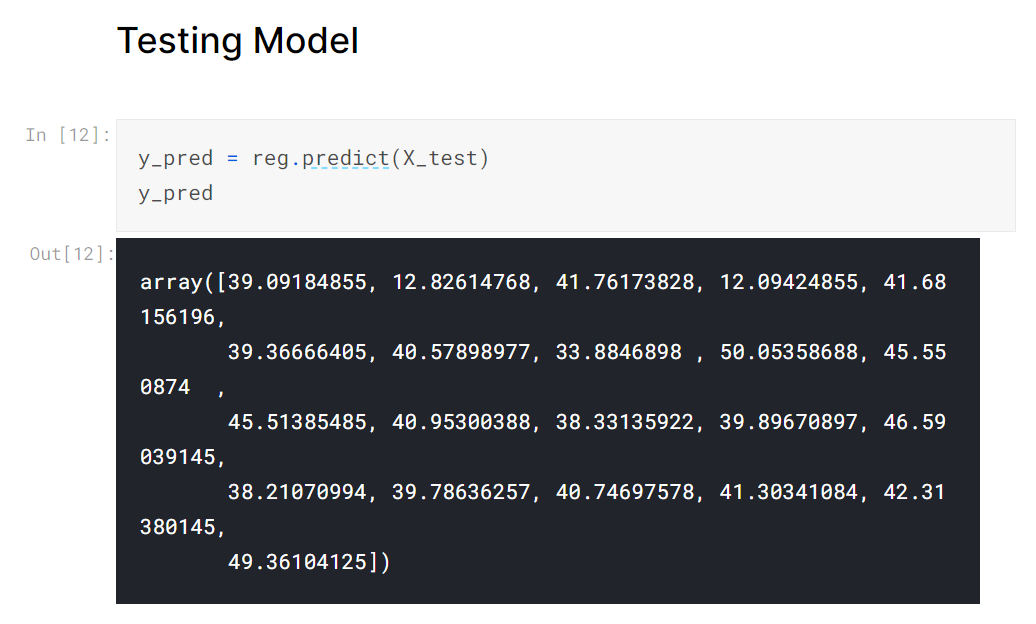 Testing Model
In [12]:
y_pred = reg.predict(X_test)
y_pred
Out[12]:
array([39.09184855, 12.82614768, 41.76173828, 12.09424855, 41.68
156196,
39.36666405, 40.57898977, 33.8846898 , 50.05358688, 45.55
0874  ,
45.51385485, 40.95300388, 38.33135922, 39.89670897, 46.59
039145,
38.21070994, 39.78636257, 40.74697578, 41.30341084, 42.31
380145,
49.36104125])